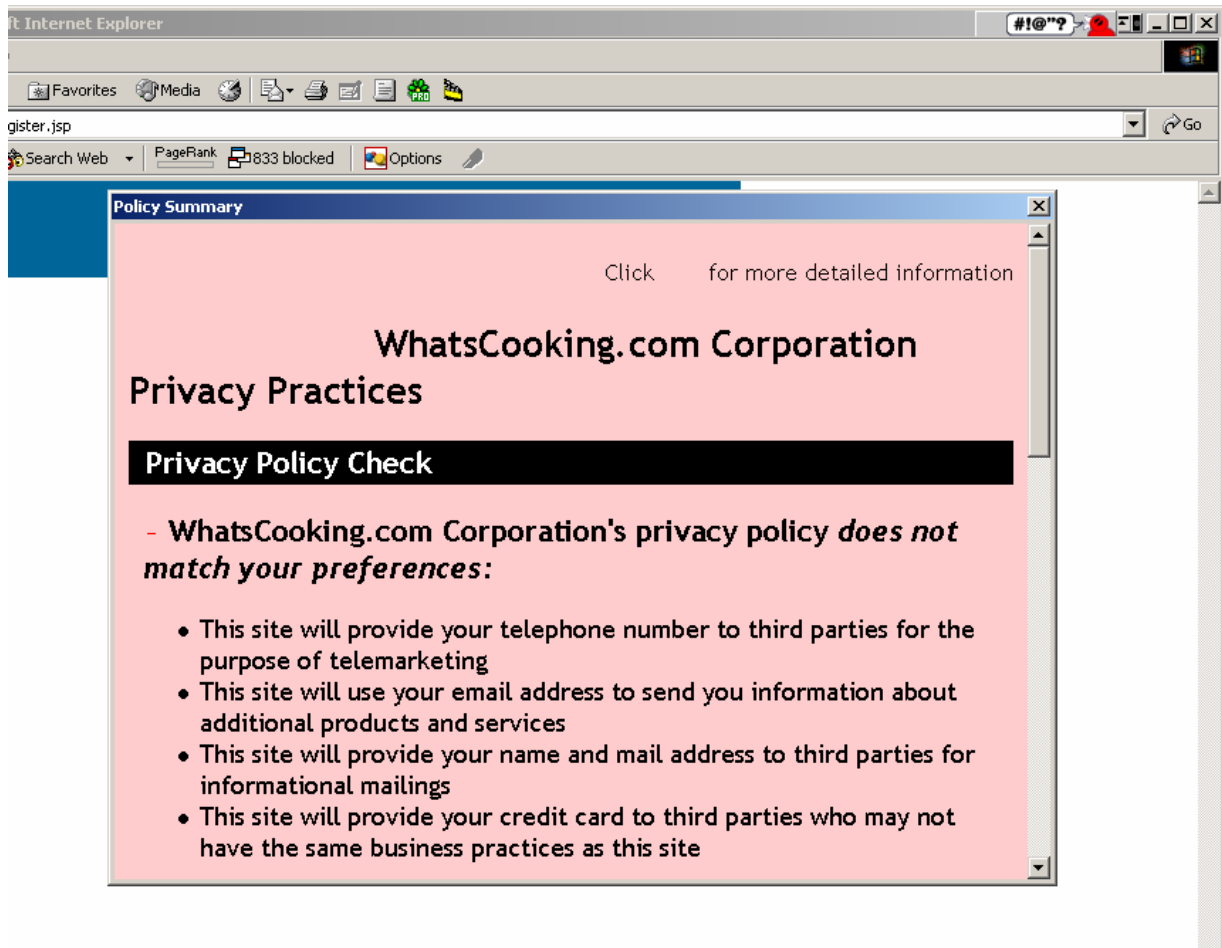 ft Internet Explorer
#!@"?
Favorites Media PRO
gister.jsp Go
Search Web PageRank 833 blocked Options
Policy Summary
Click for more detailed information
WhatsCooking.com Corporation
Privacy Practices
Privacy Policy Check
- WhatsCooking.com Corporation's privacy policy does not
match your preferences:
• This site will provide your telephone number to third parties for the
purpose of telemarketing
• This site will use your email address to send you information about
additional products and services
• This site will provide your name and mail address to third parties for
informational mailings
• This site will provide your credit card to third parties who may not
have the same business practices as this site